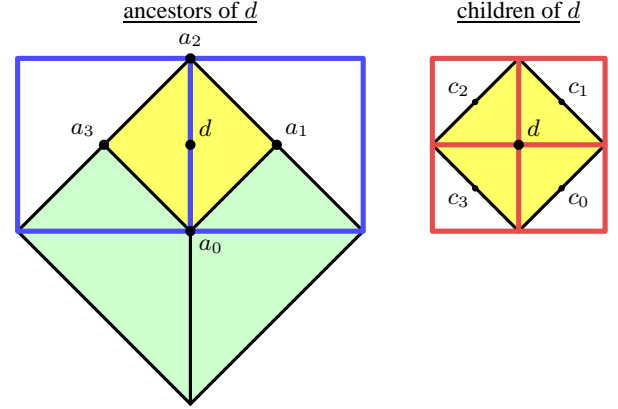 ancestors of d
children of d
a₂
c₂
c₁
a₃
d
a₁
d
c₃
c₀
a₀